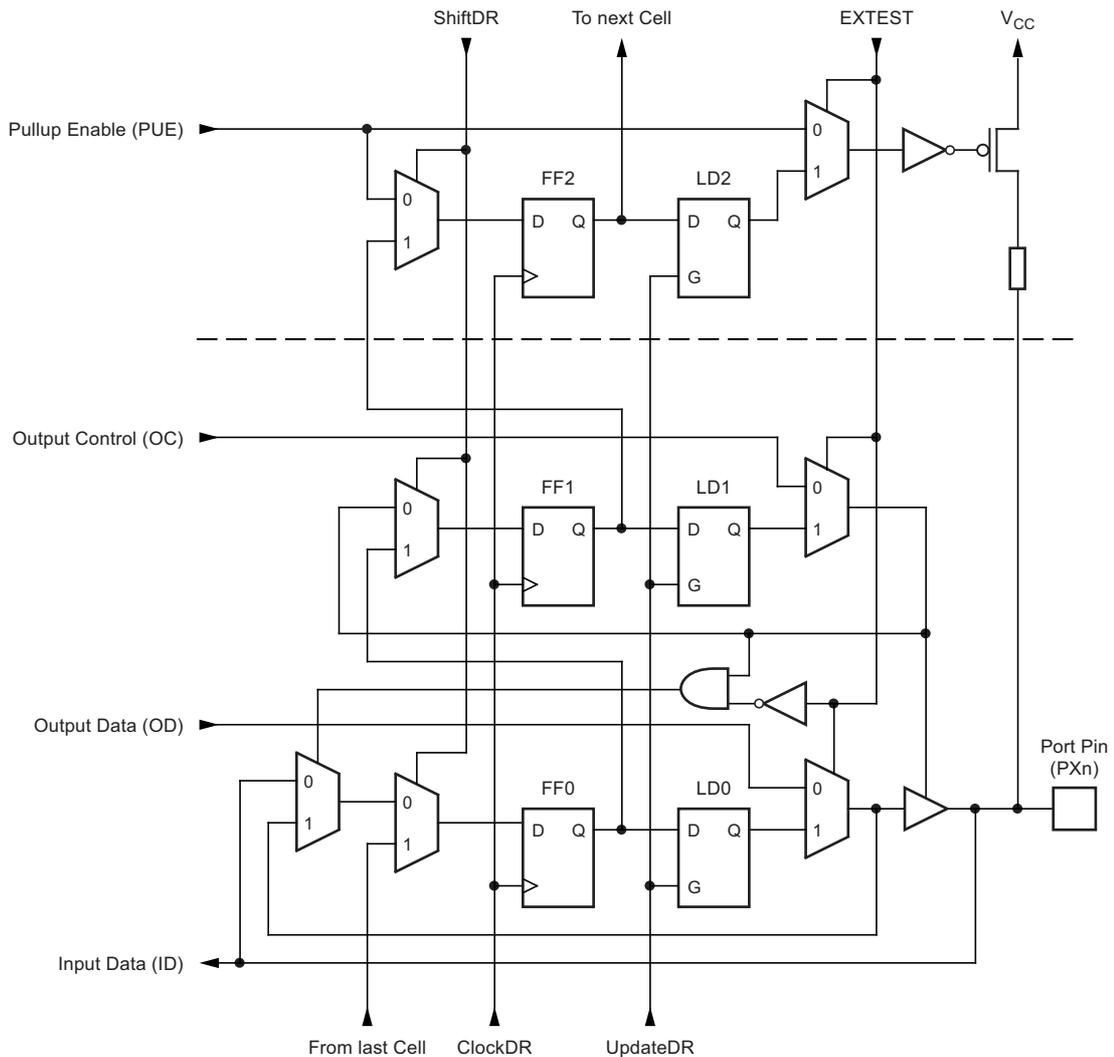 ShiftDR
To next Cell
EXTEST
VCC
Pullup Enable (PUE)
0
1
FF2
LD2
0
1
D
Q
D
Q
G
Output Control (OC)
0
1
FF1
LD1
0
1
D
Q
D
Q
G
Output Data (OD)
Port Pin
(PXn)
0
1
0
1
FF0
LD0
0
1
D
Q
D
Q
G
Input Data (ID)
From last Cell
ClockDR
UpdateDR